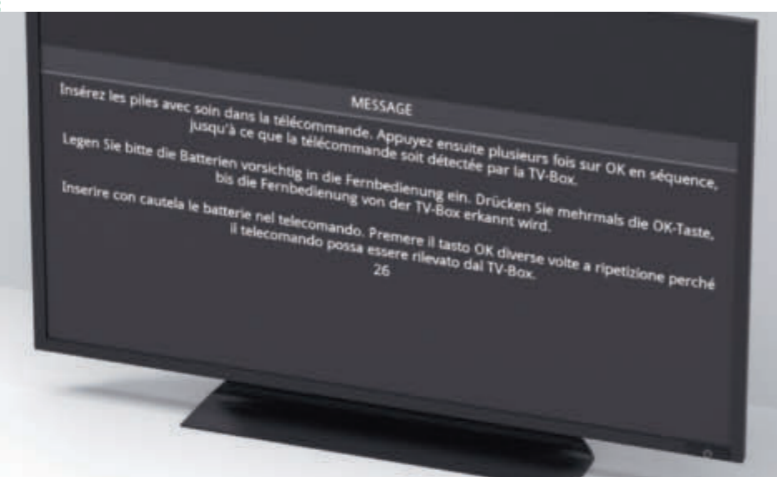 MESSAGE
Insérez les piles avec soin dans la télécommande. Appuyez ensuite plusieurs fois sur OK en séquence,
jusqu'à ce que la télécommande soit détectée par la TV-Box.
Legen Sie bitte die Batterien vorsichtig in die Fernbedienung ein. Drücken Sie mehrmals die OK-Taste,
bis die Fernbedienung von der TV-Box erkannt wird.
Inserire con cautela le batterie nel telecomando. Premere il tasto OK diverse volte a ripetizione perché
il telecomando possa essere rilevato dal TV-Box.
26